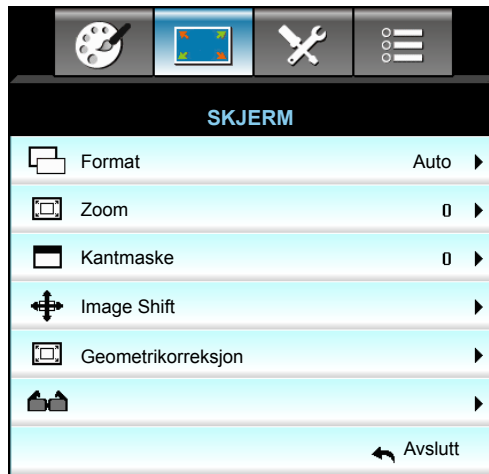 SKJERM
Format Auto
Zoom 0
Kantmaske 0
Image Shift
Geometrikorreksjon
Avslutt